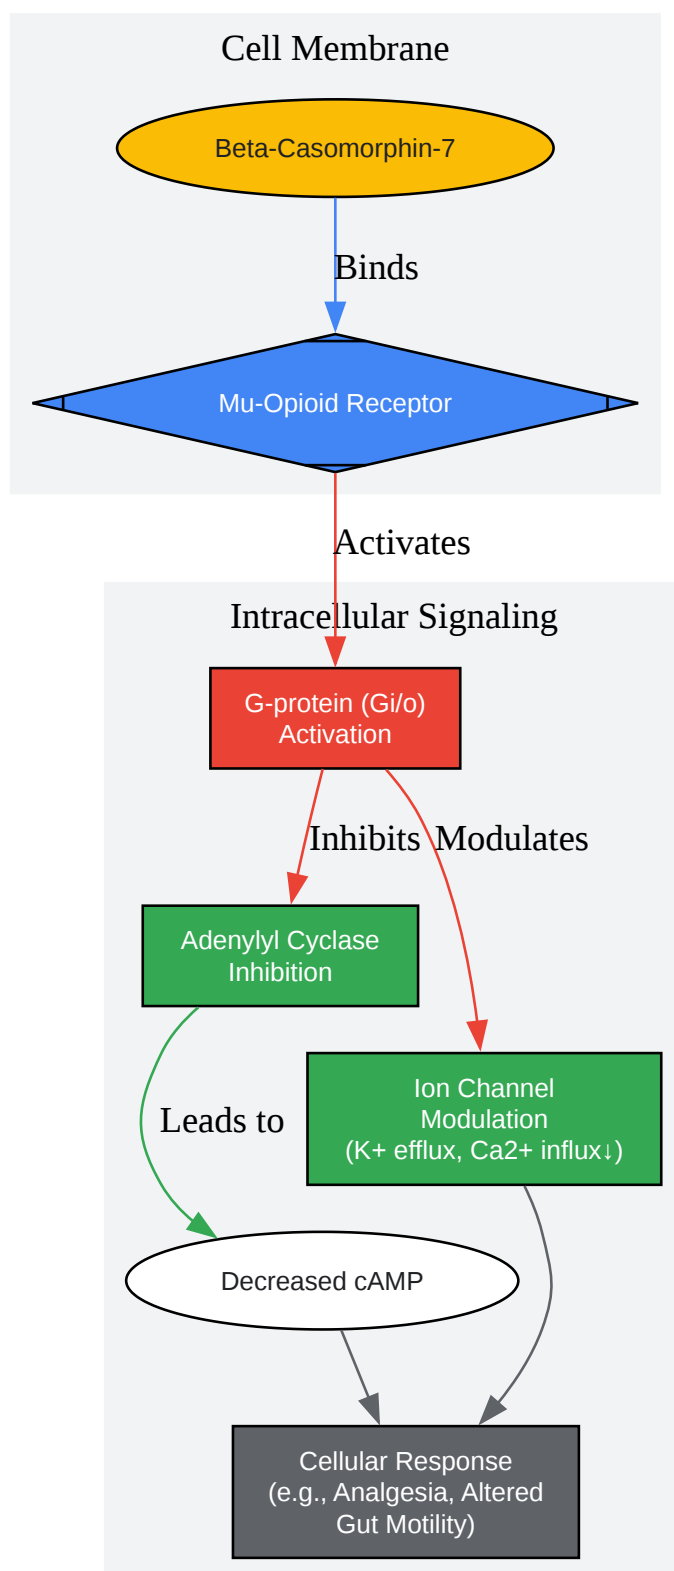 Cell Membrane
Beta-Casomorphin-7
Binds
Mu-Opioid Receptor
Activates
Intracellular Signaling
G-protein (Gi/o)
Activation
Inhibits
Modulates
Adenylyl Cyclase
Inhibition
Ion Channel
Modulation
(K+ efflux, Ca2+ influx↓)
Leads to
Decreased cAMP
Cellular Response
(e.g., Analgesia, Altered
Gut Motility)